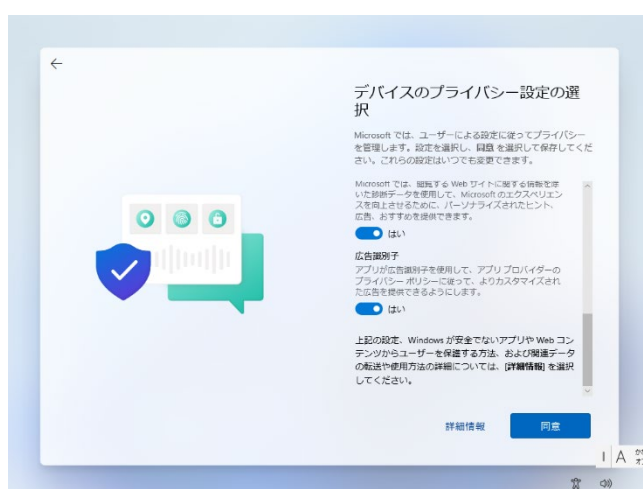 デバイスのプライバシー設定の選
択
Microsoft では、ユーザーによる設定に従ってプライバシー
を管理します。設定を選択し、同意 を選択して保存してくだ
さい。これらの設定はいつでも変更できます。
Microsoft では、閲覧する Web サイトに関する情報を除
いた診断データを使用して、Microsoft のエクスペリエン
スを向上させるために、パーソナライズされたヒント、
広告、おすすめを提供できます。
はい
広告識別子
アプリが広告識別子を使用して、アプリ プロバイダーの
プライバシー ポリシーに従って、よりカスタマイズされ
た広告を提供できるようにします。
はい
上記の設定、Windows が安全でないアプリや Web コン
テンツからユーザーを保護する方法、および関連データ
の転送や使用方法の詳細については、[詳細情報] を選択
してください。
詳細情報
同意
A